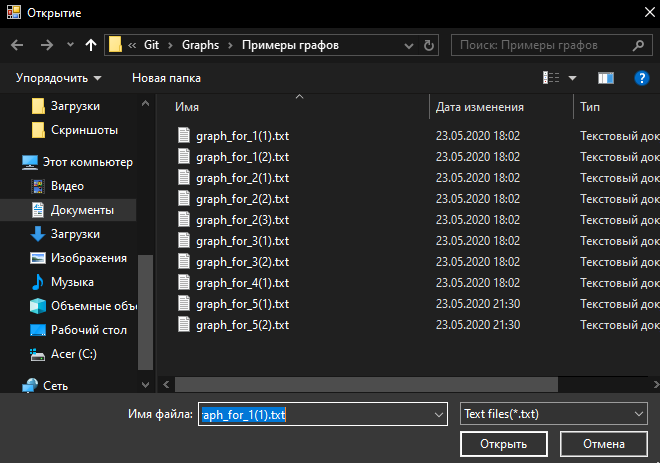 Открытие
« Git › Graphs › Примеры графов
Поиск: Примеры графов
Упорядочить Новая папка
Загрузки
Скриншоты
Этот компьютер
Видео
Документы
Загрузки
Изображения
Музыка
Объемные объ
Рабочий стол
Acer (C:)
Сеть
Имя Дата изменения Тип
graph_for_1(1).txt 23.05.2020 18:02 Текстовый док
graph_for_1(2).txt 23.05.2020 18:02 Текстовый док
graph_for_2(1).txt 23.05.2020 18:02 Текстовый док
graph_for_2(2).txt 23.05.2020 18:02 Текстовый док
graph_for_2(3).txt 23.05.2020 18:02 Текстовый док
graph_for_3(1).txt 23.05.2020 18:02 Текстовый док
graph_for_3(2).txt 23.05.2020 18:02 Текстовый док
graph_for_4(1).txt 23.05.2020 18:02 Текстовый док
graph_for_5(1).txt 23.05.2020 21:30 Текстовый док
graph_for_5(2).txt 23.05.2020 21:30 Текстовый док
Имя файла: raph_for_1(1).txt Text files(*.txt)
Открыть Отмена